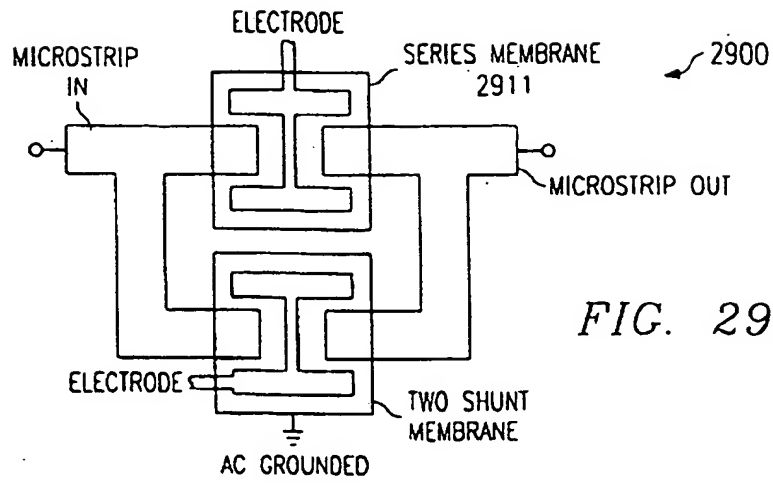 ELECTRODE
MICROSTRIP
IN
SERIES MEMBRANE
2911
2900
MICROSTRIP OUT
FIG. 29
ELECTRODE
TWO SHUNT
MEMBRANE
AC GROUNDED